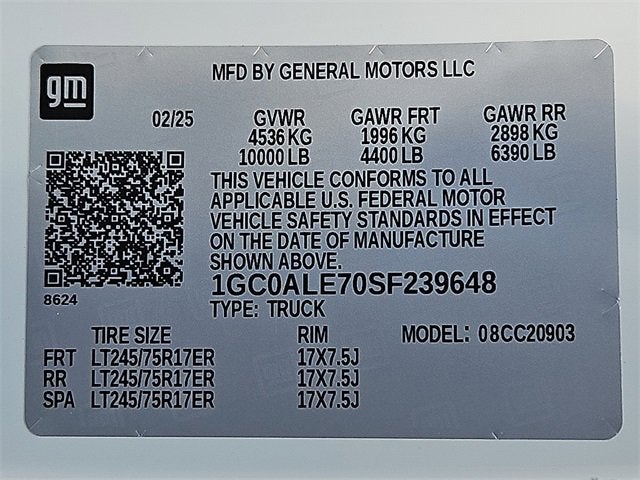 gm
MFD BY GENERAL MOTORS LLC
02/25 GVWR GAWR FRT GAWR RR
4536 KG 1996 KG 2898 KG
10000 LB 4400 LB 6390 LB
THIS VEHICLE CONFORMS TO ALL
APPLICABLE U.S. FEDERAL MOTOR
VEHICLE SAFETY STANDARDS IN EFFECT
ON THE DATE OF MANUFACTURE
SHOWN ABOVE.
1GC0ALE70SF239648
8624
TYPE: TRUCK
TIRE SIZE RIM MODEL: 08CC20903
FRT LT245/75R17ER 17X7.5J
RR LT245/75R17ER 17X7.5J
SPA LT245/75R17ER 17X7.5J